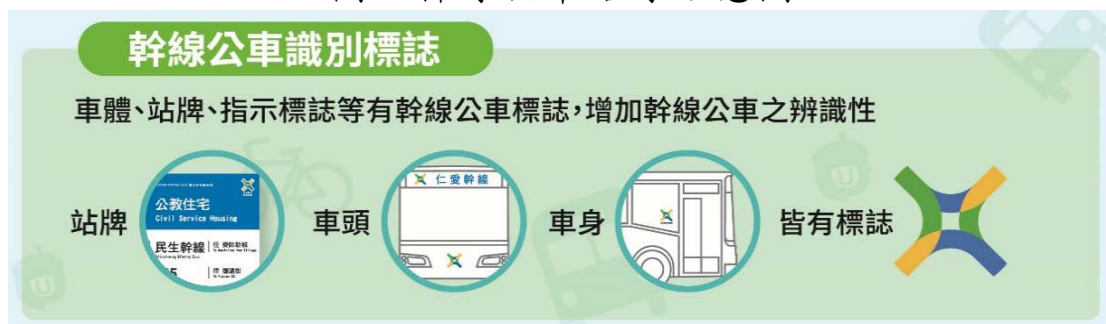 幹線公車識別標誌
車體、站牌、指示標誌等有幹線公車標誌,增加幹線公車之辨識性
站牌
公教住宅
Civil Service Housing
民生幹線
車頭
仁愛幹線
車身
皆有標誌